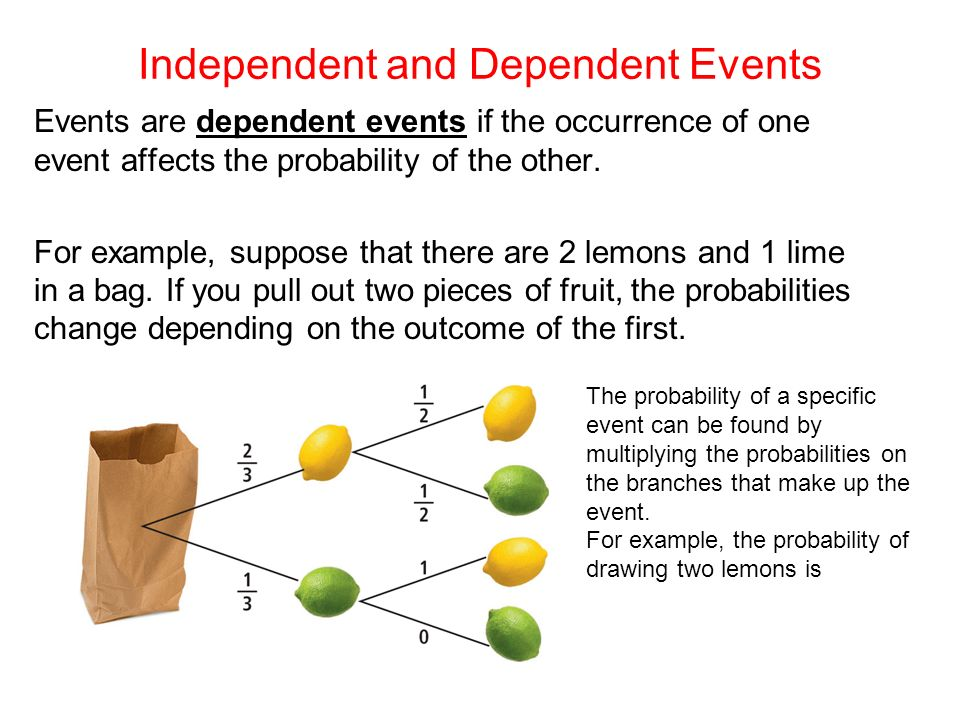 Independent and Dependent Events
Events are dependent events if the occurrence of one
event affects the probability of the other.
For example, suppose that there are 2 lemons and 1 lime
in a bag. If you pull out two pieces of fruit, the probabilities
change depending on the outcome of the first.
1
2
2
3
1
2
1
3
1
0
The probability of a specific
event can be found by
multiplying the probabilities on
the branches that make up the
event.
For example, the probability of
drawing two lemons is